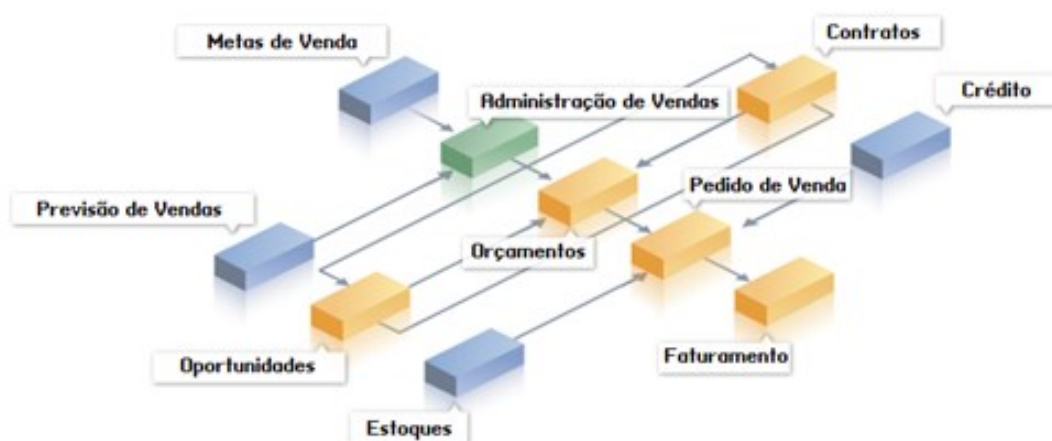 Metas de Venda
Contratos
Administração de Vendas
Crédito
Previsão de Vendas
Pedido de Venda
Orçamentos
Oportunidades
Faturamento
Estoques